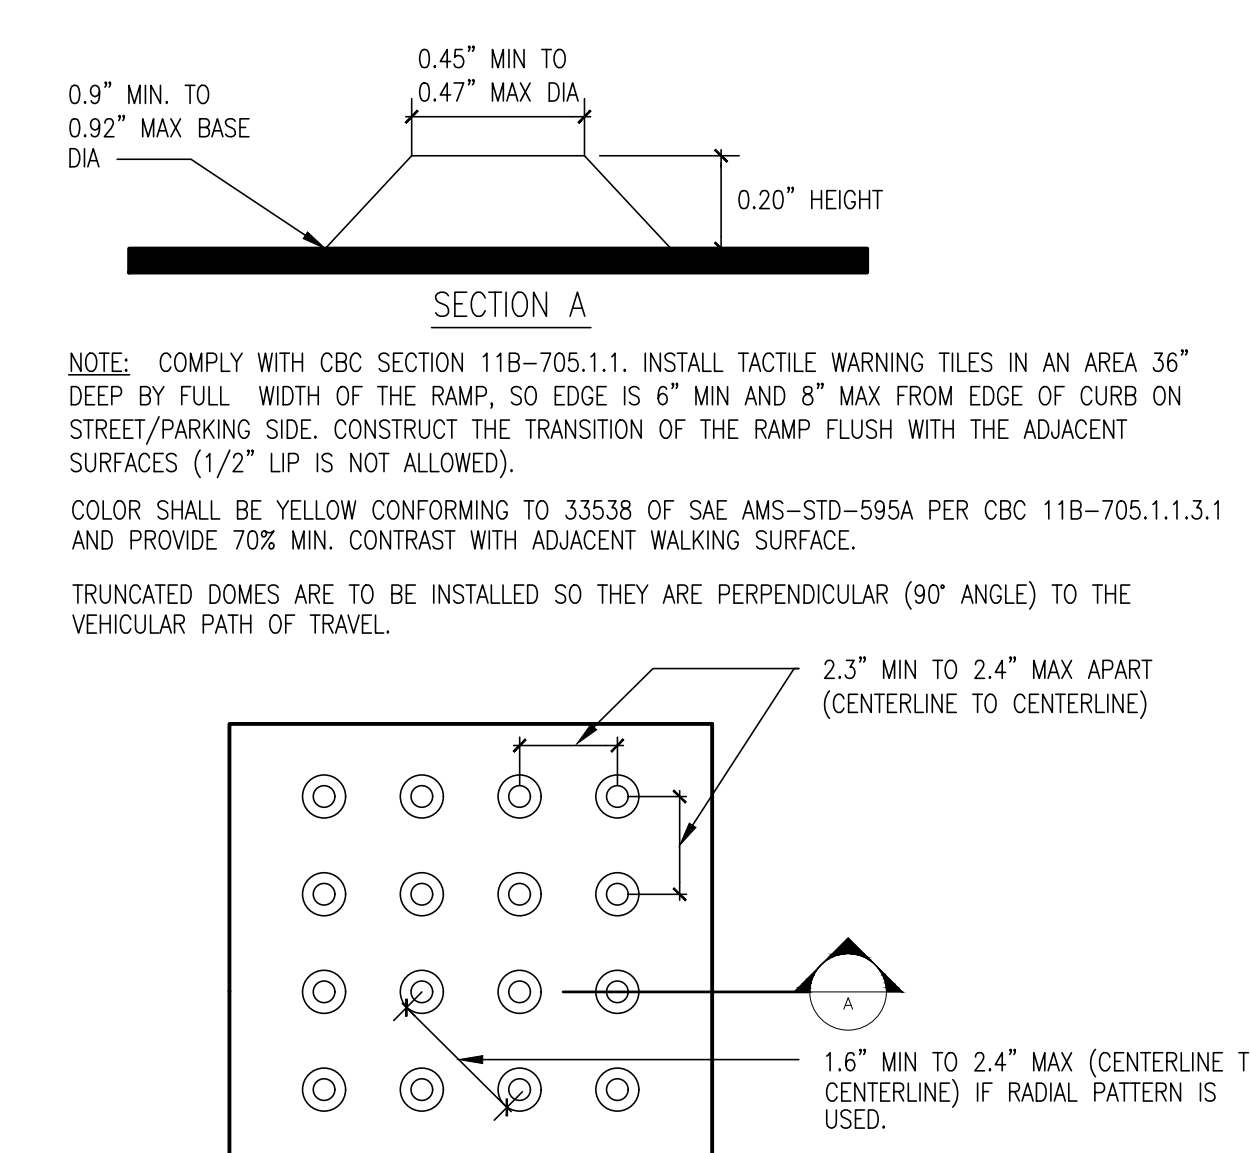 0.45” MIN TO
0.47” MAX DIA
0.9” MIN. TO
0.92” MAX BASE
DIA
0.20” HEIGHT
SECTION A
NOTE: COMPLY WITH CBC SECTION 11B-705.1.1. INSTALL TACTILE WARNING TILES IN AN AREA 36”
DEEP BY FULL WIDTH OF THE RAMP, SO EDGE IS 6” MIN AND 8” MAX FROM EDGE OF CURB ON
STREET/PARKING SIDE. CONSTRUCT THE TRANSITION OF THE RAMP FLUSH WITH THE ADJACENT
SURFACES (1/2” LIP IS NOT ALLOWED).
COLOR SHALL BE YELLOW CONFORMING TO 33538 OF SAE AMS-STD-595A PER CBC 11B-705.1.1.3.1
AND PROVIDE 70% MIN. CONTRAST WITH ADJACENT WALKING SURFACE.
TRUNCATED DOMES ARE TO BE INSTALLED SO THEY ARE PERPENDICULAR (90° ANGLE) TO THE
VEHICULAR PATH OF TRAVEL.
2.3” MIN TO 2.4” MAX APART
(CENTERLINE TO CENTERLINE)
A
1.6” MIN TO 2.4” MAX (CENTERLINE T
CENTERLINE) IF RADIAL PATTERN IS
USED.